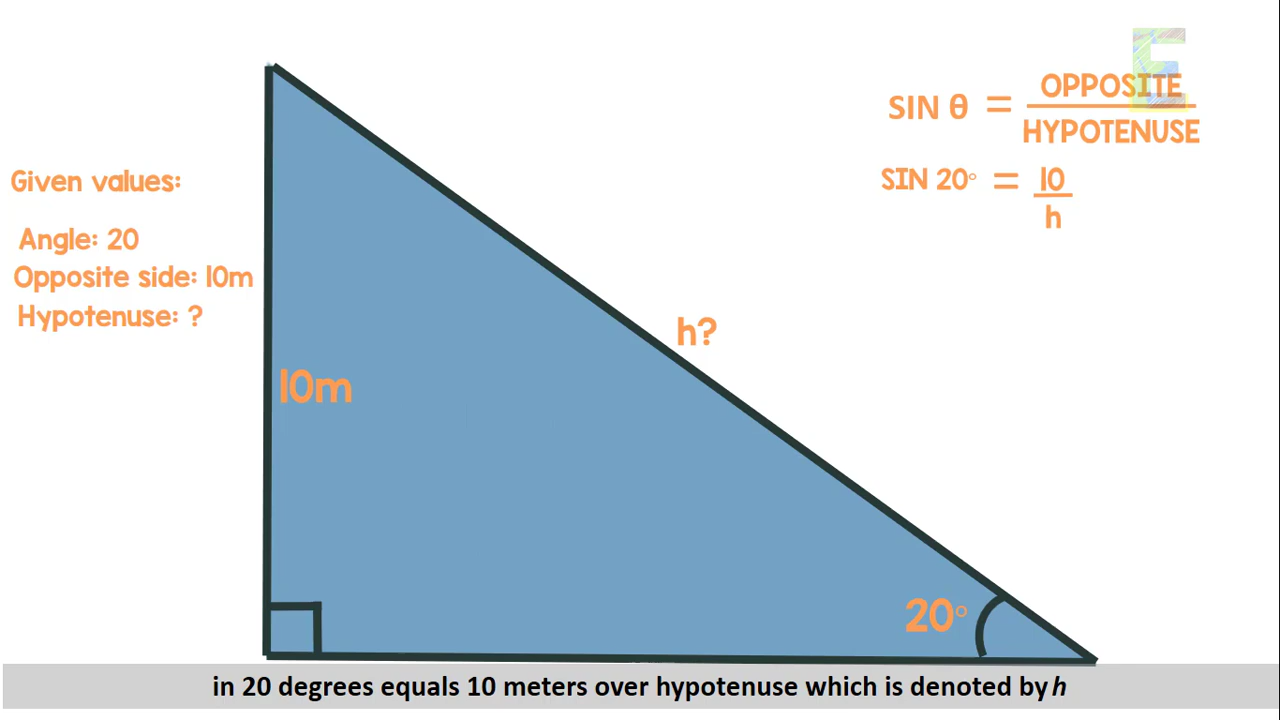 E
SIN θ = OPPOSITE / HYPOTENUSE
SIN 20° = 10 / h
Given values:
Angle: 20
Opposite side: 10m
Hypotenuse: ?
h?
10m
20°
in 20 degrees equals 10 meters over hypotenuse which is denoted by h